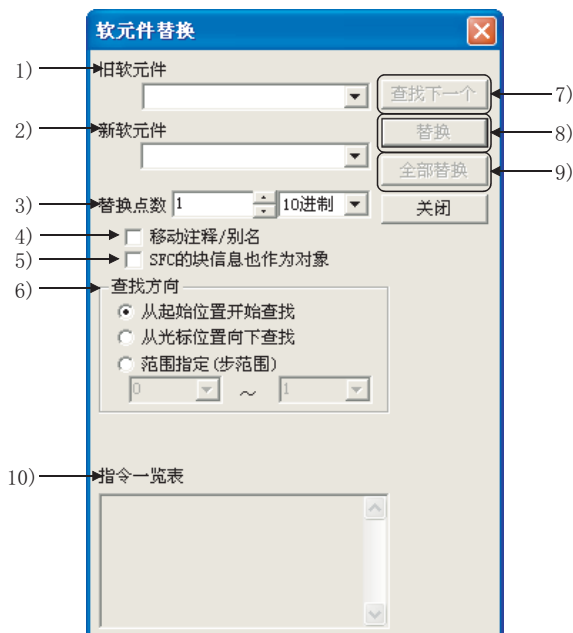 软元件替换
1) 旧软元件
查找下一个 7)
2) 新软元件
替换 8)
全部替换 9)
3) 替换点数 1 10进制 关闭
4) 移动注释/别名
5) SFC的块信息也作为对象
6) 查找方向
从起始位置开始查找
从光标位置向下查找
范围指定(步范围)
0 ～ 1
10) 指令一览表